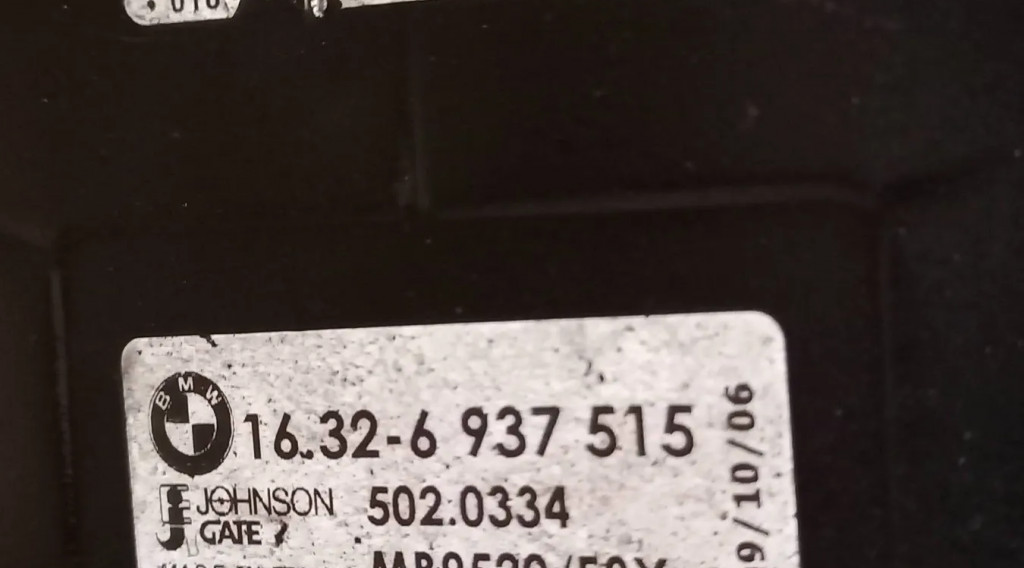 BMW
16.32-6 937 515
JOHNSON 502.0334
GATE
9/10/06